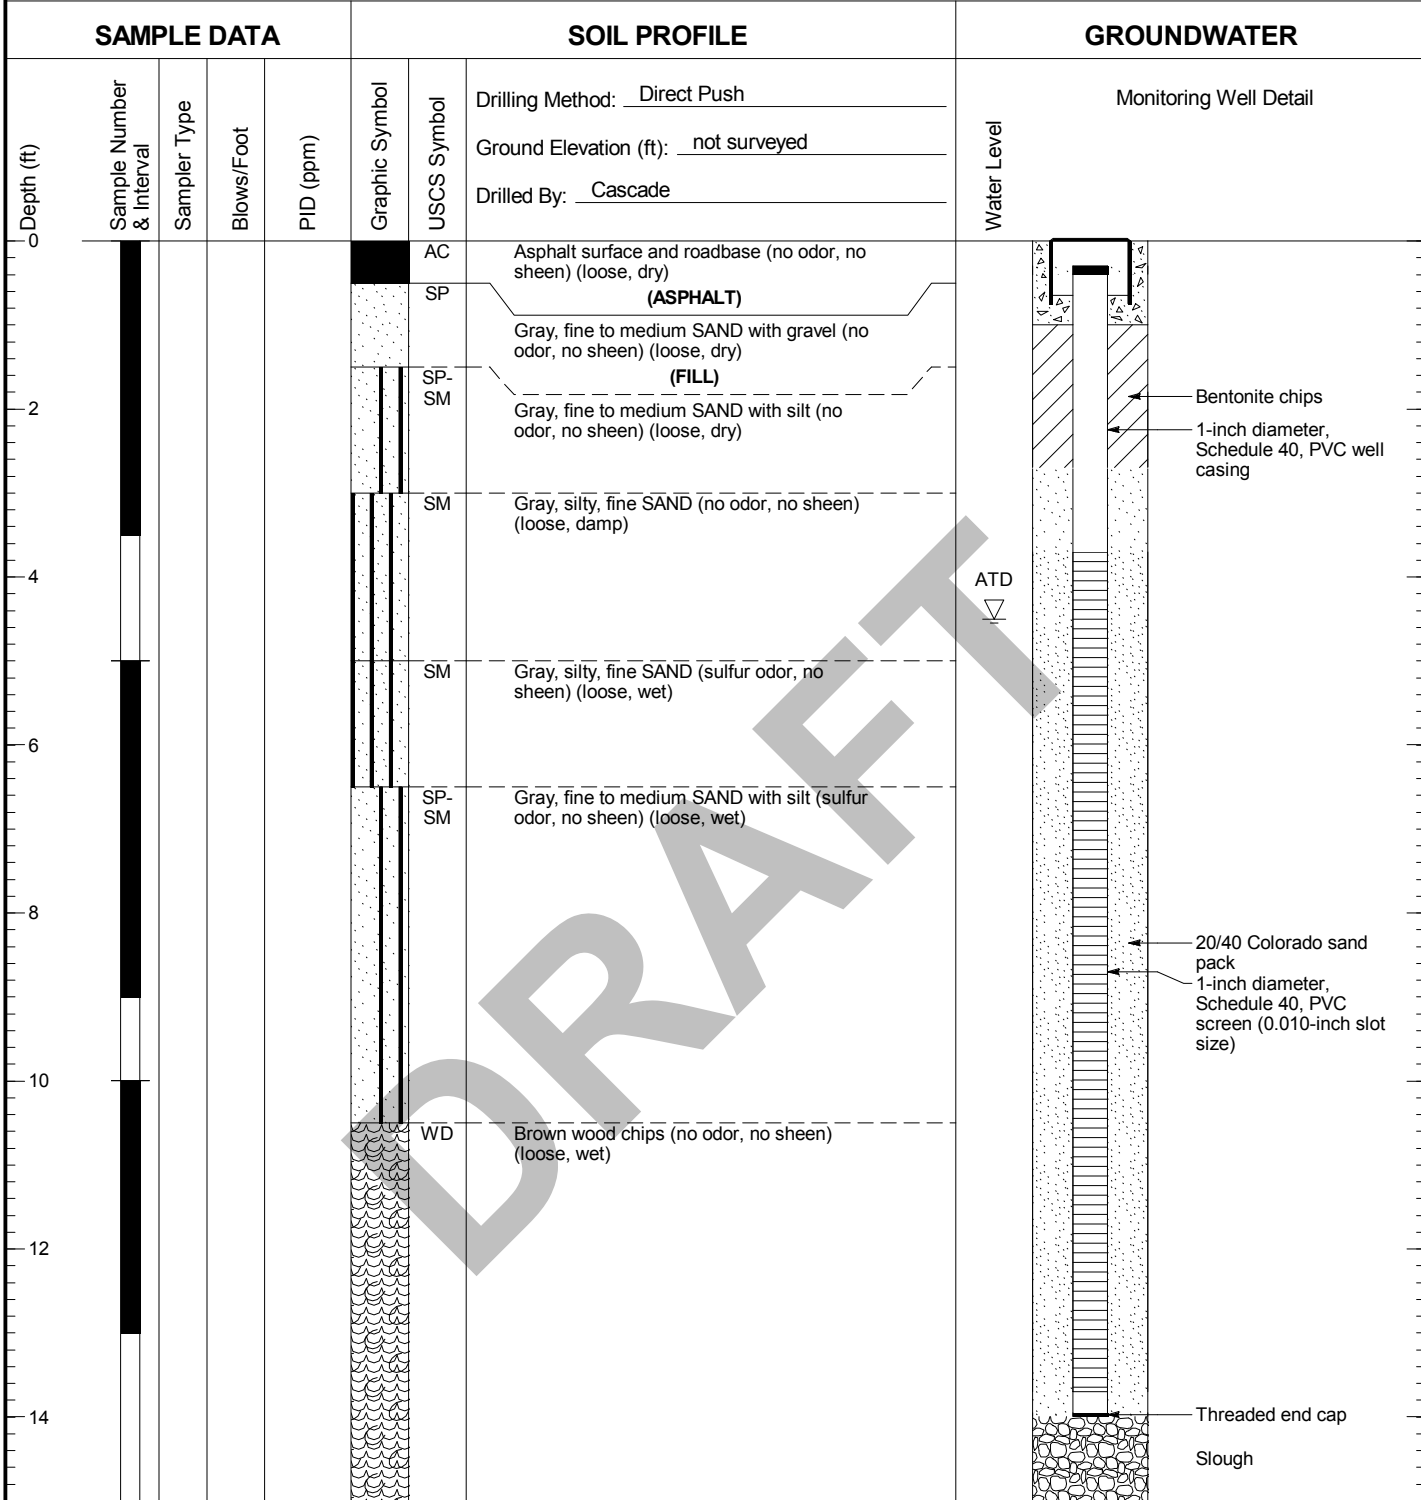 SAMPLE DATA
SOIL PROFILE
GROUNDWATER
Depth (ft)
Sample Number
& Interval
Sampler Type
Blows/Foot
PID (ppm)
Graphic Symbol
USCS Symbol
Drilling Method: Direct Push
Ground Elevation (ft): not surveyed
Drilled By: Cascade
Water Level
Monitoring Well Detail
0
AC
Asphalt surface and roadbase (no odor, no
sheen) (loose, dry)
(ASPHALT)
SP
Gray, fine to medium SAND with gravel (no
odor, no sheen) (loose, dry)
(FILL)
SP-
SM
2
Gray, fine to medium SAND with silt (no
odor, no sheen) (loose, dry)
Bentonite chips
1-inch diameter,
Schedule 40, PVC well
casing
SM
Gray, silty, fine SAND (no odor, no sheen)
(loose, damp)
4
ATD
SM
Gray, silty, fine SAND (sulfur odor, no
sheen) (loose, wet)
6
SP-
SM
Gray, fine to medium SAND with silt (sulfur
odor, no sheen) (loose, wet)
8
20/40 Colorado sand
pack
1-inch diameter,
Schedule 40, PVC
screen (0.010-inch slot
size)
10
WD
Brown wood chips (no odor, no sheen)
(loose, wet)
12
14
Threaded end cap
Slough
DRAFT